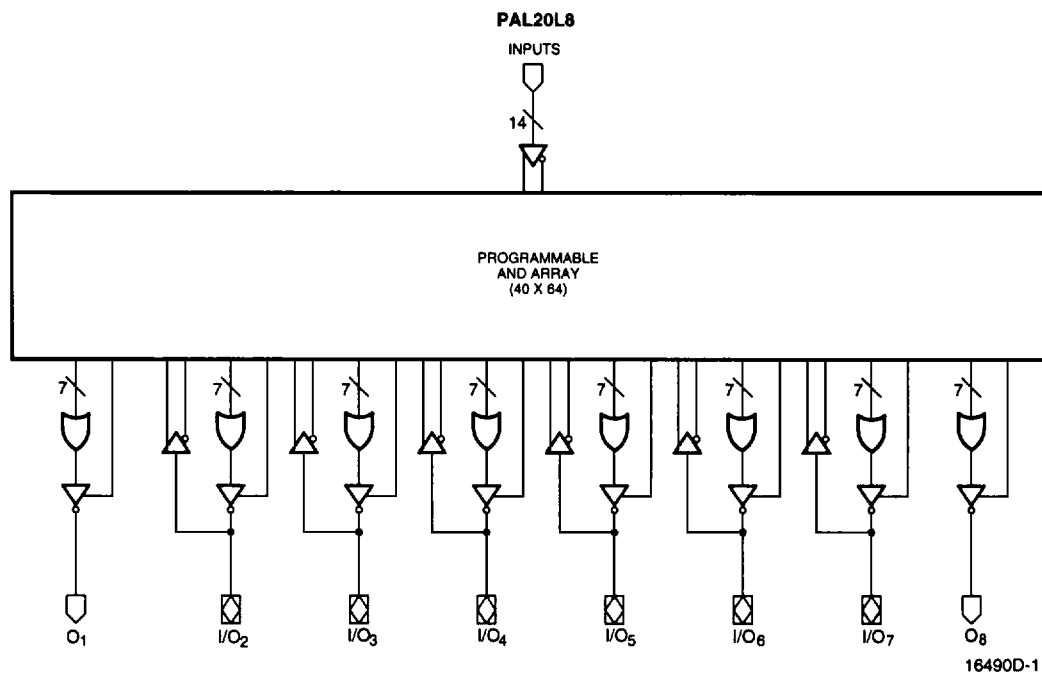 PAL20L8
INPUTS
14
PROGRAMMABLE
AND ARRAY
(40 X 64)
7 7 7 7 7 7 7 7
O1 I/O2 I/O3 I/O4 I/O5 I/O6 I/O7 O8
16490D-1